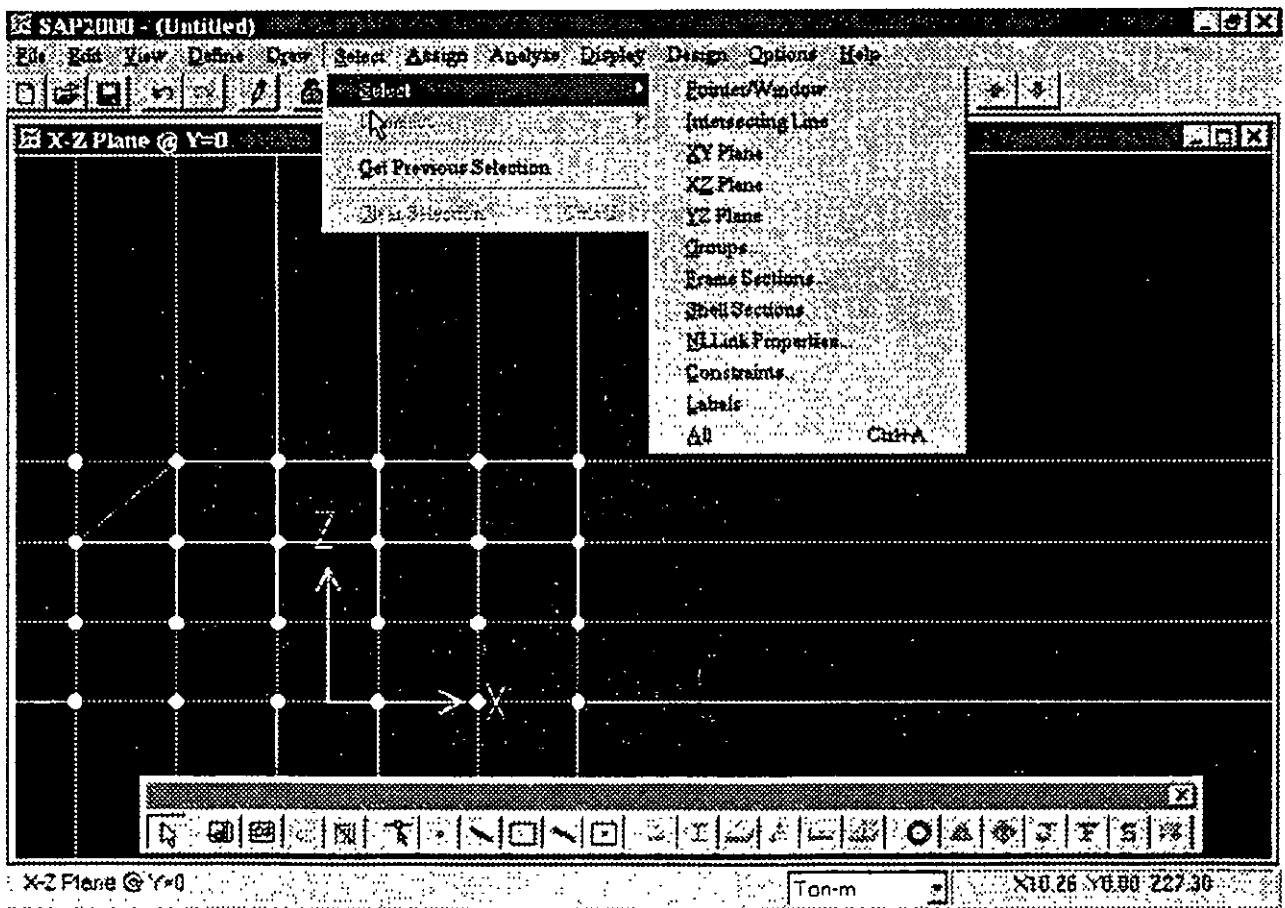 SAP2000 - (Untitled)
File Edit View Define Draw Select Assign Analyze Display Design Options Help
Select
Get Previous Selection
Clear Selection
Pointer/Window
Intersecting Line
XY Plane
XZ Plane
YZ Plane
Groups...
Frame Sections...
Shell Sections
NLLink Properties...
Constraints...
Labels
All Ctrl+A
X-Z Plane @ Y=0
Z
X
X-Z Plane @ Y=0
Ton-m
X10.26 Y0.00 Z27.30